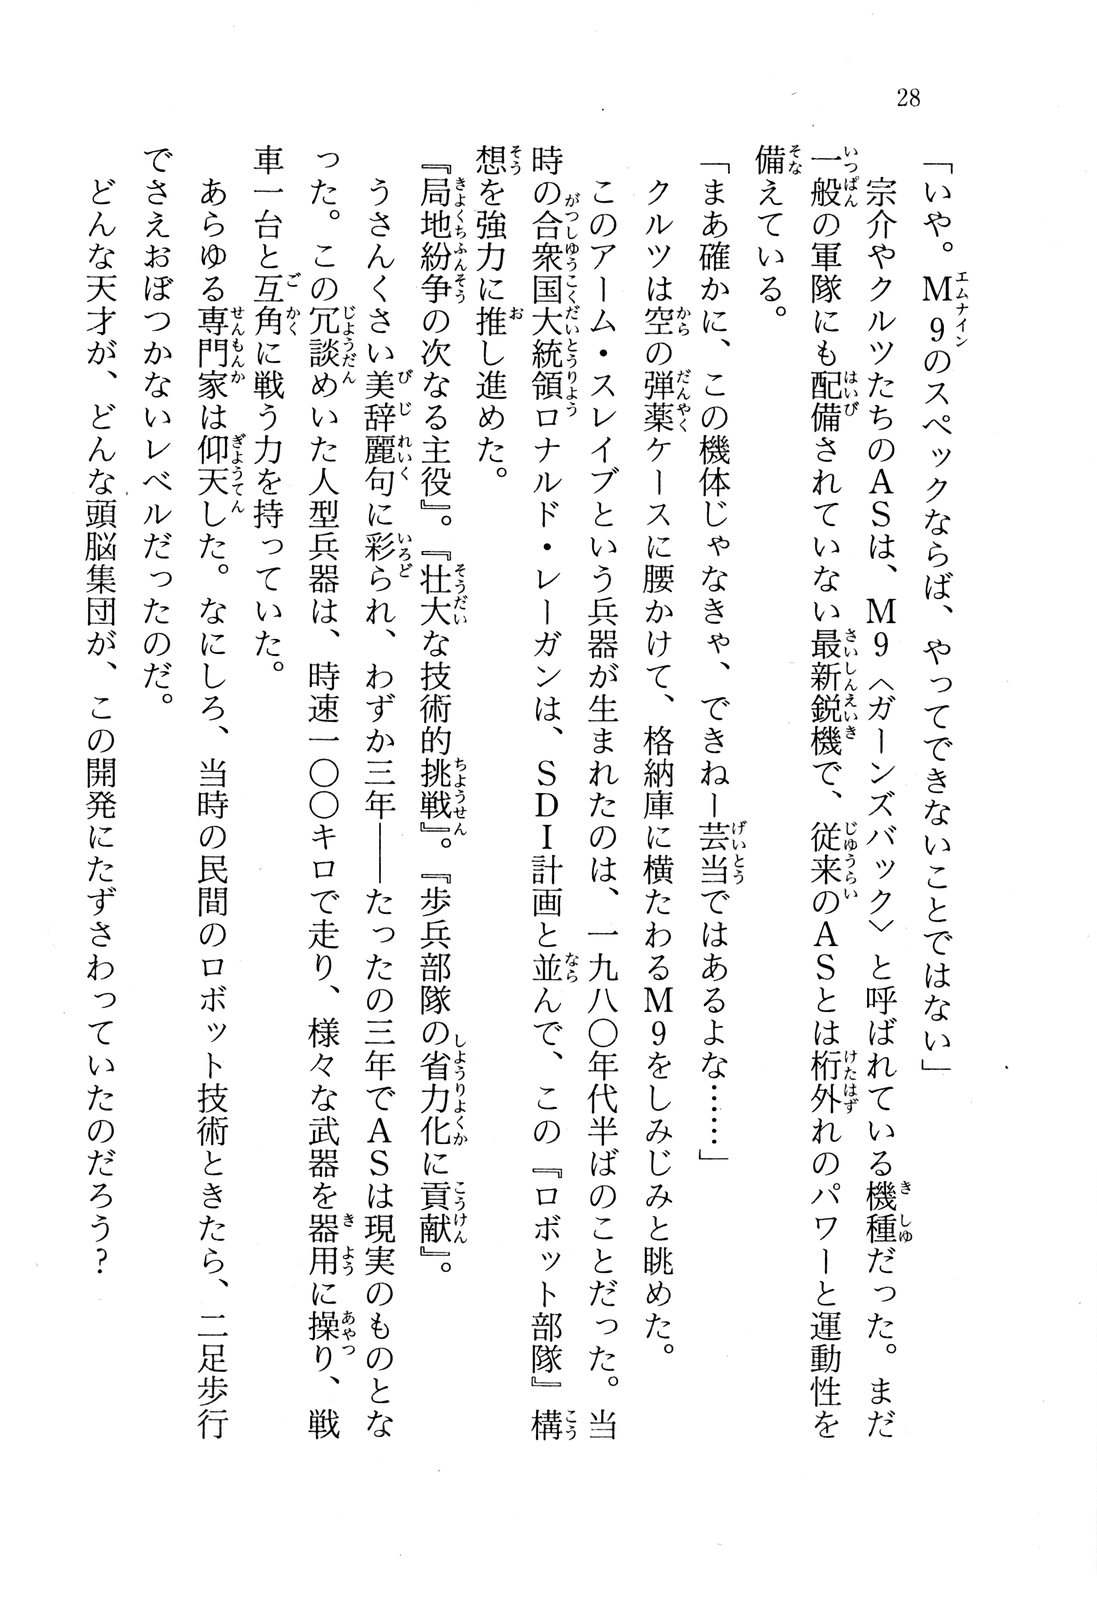 28
「いや。M9のスペックならば、やってできないことではない」
宗介やクルツたちのASは、M9〈ガーンズバック〉と呼ばれている機種だった。まだ
一般の軍隊にも配備されていない最新鋭機で、従来のASとは桁外れのパワーと運動性を
備えている。
「まあ確かに、この機体じゃなきゃ、できねー芸当ではあるよな……」
クルツは空の弾薬ケースに腰かけて、格納庫に横たわるM9をしみじみと眺めた。
このアーム・スレイブという兵器が生まれたのは、一九八〇年代半ばのことだった。当
時の合衆国大統領ロナルド・レーガンは、SDI計画と並んで、この『ロボット部隊』構
想を強力に推し進めた。
『局地紛争の次なる主役』。『壮大な技術的挑戦』。『歩兵部隊の省力化に貢献』。
うさんくさい美辞麗句に彩られ、わずか三年――たったの三年でASは現実のものとな
った。この冗談めいた人型兵器は、時速一〇〇キロで走り、様々な武器を器用に操り、戦
車一台と互角に戦う力を持っていた。
あらゆる専門家は仰天した。なにしろ、当時の民間のロボット技術ときたら、二足歩行
でさえおぼつかないレベルだったのだ。
どんな天才が、どんな頭脳集団が、この開発にたずさわっていたのだろう?